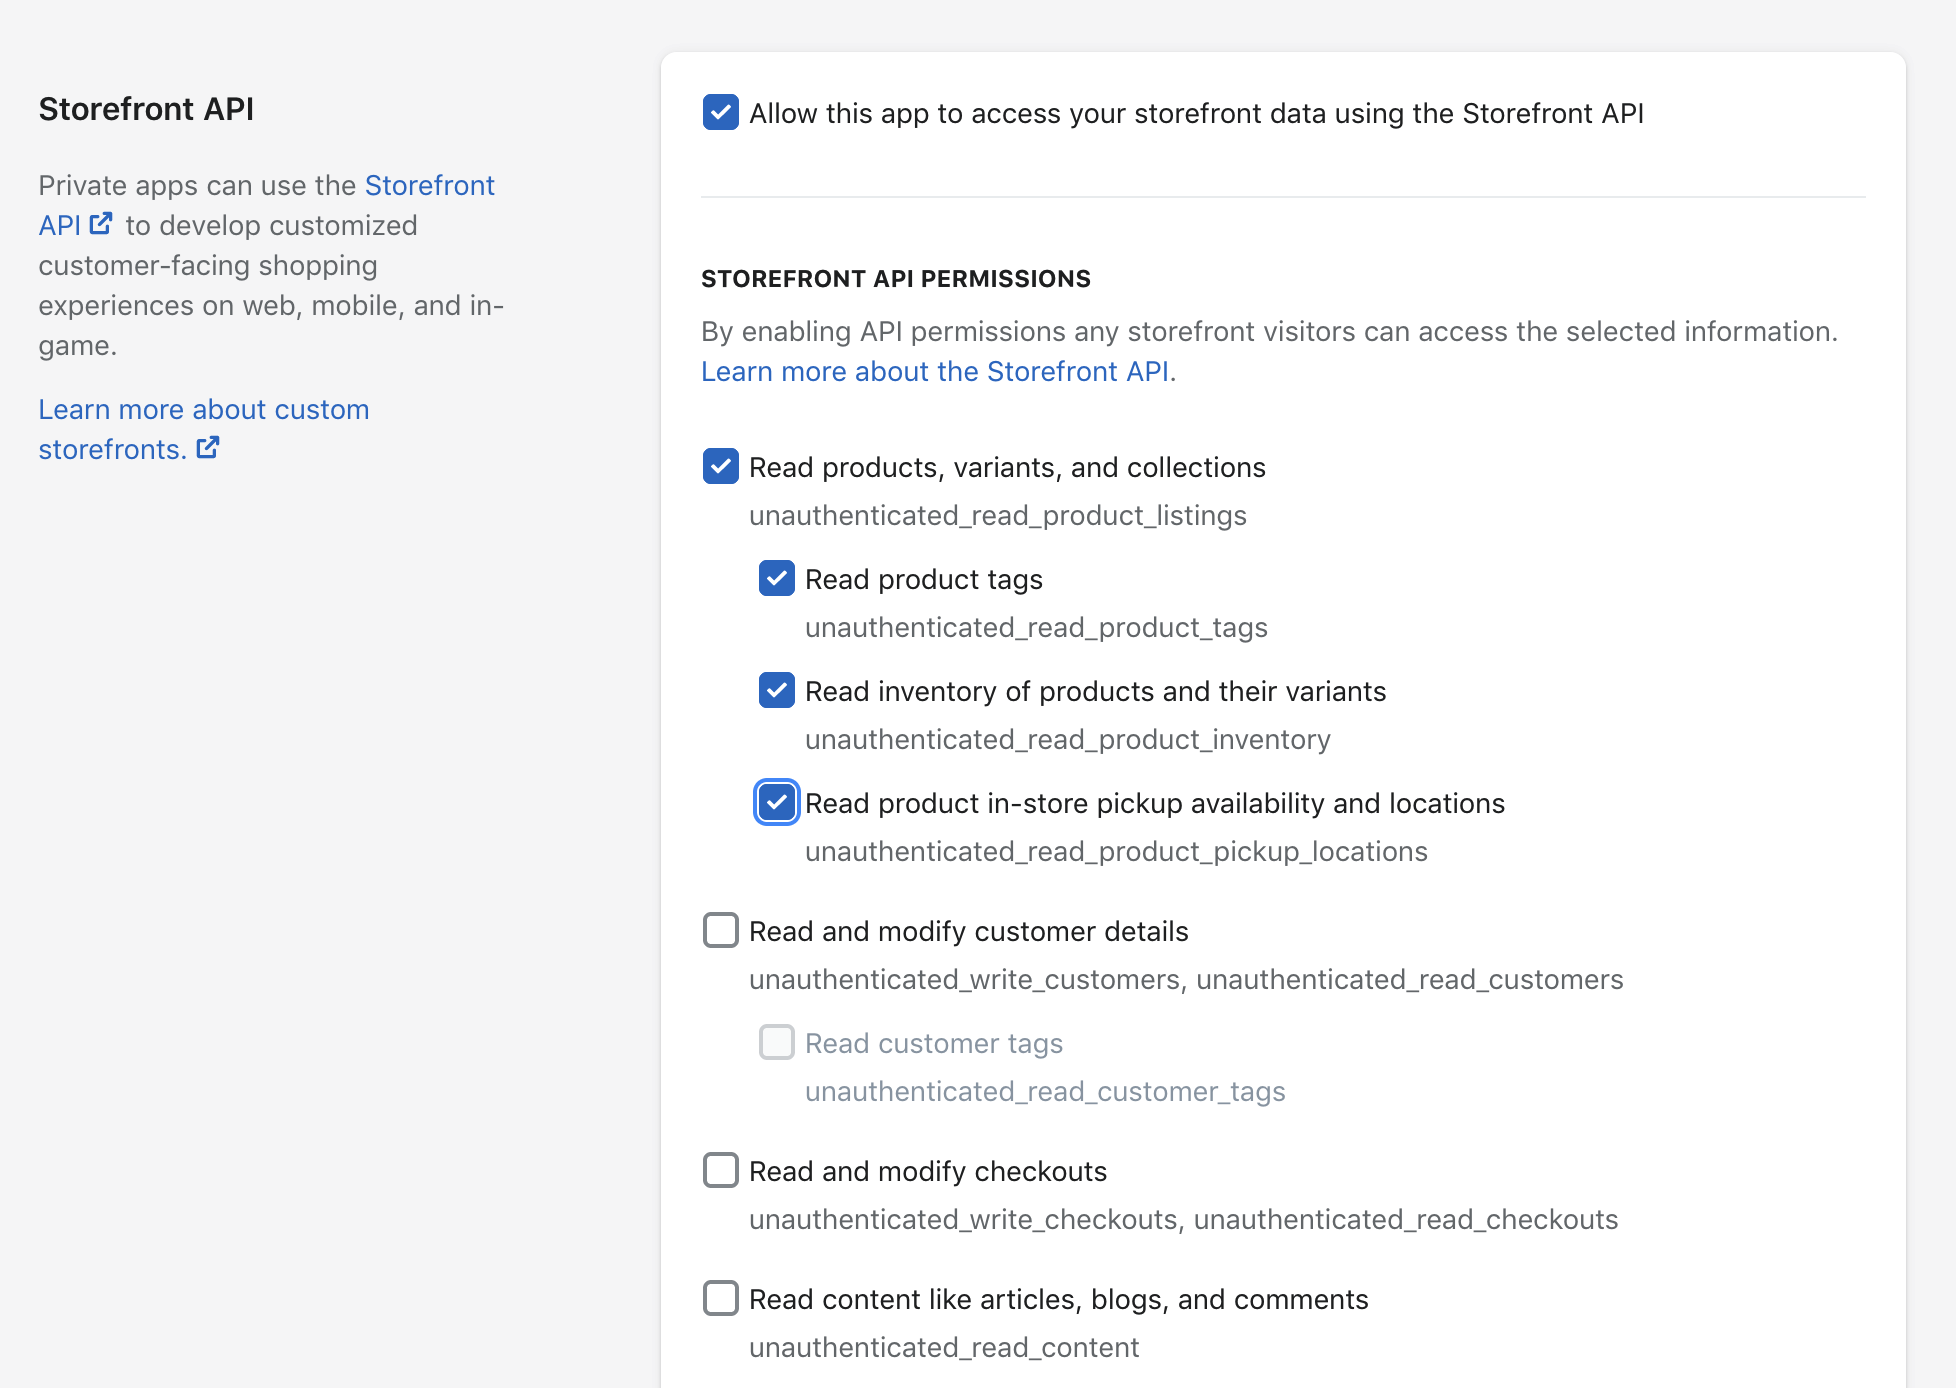 Storefront API
Private apps can use the Storefront
API to develop customized
customer-facing shopping
experiences on web, mobile, and in-
game.
Learn more about custom
storefronts.
Allow this app to access your storefront data using the Storefront API
STOREFRONT API PERMISSIONS
By enabling API permissions any storefront visitors can access the selected information.
Learn more about the Storefront API.
Read products, variants, and collections
unauthenticated_read_product_listings
Read product tags
unauthenticated_read_product_tags
Read inventory of products and their variants
unauthenticated_read_product_inventory
Read product in-store pickup availability and locations
unauthenticated_read_product_pickup_locations
Read and modify customer details
unauthenticated_write_customers, unauthenticated_read_customers
Read customer tags
unauthenticated_read_customer_tags
Read and modify checkouts
unauthenticated_write_checkouts, unauthenticated_read_checkouts
Read content like articles, blogs, and comments
unauthenticated_read_content